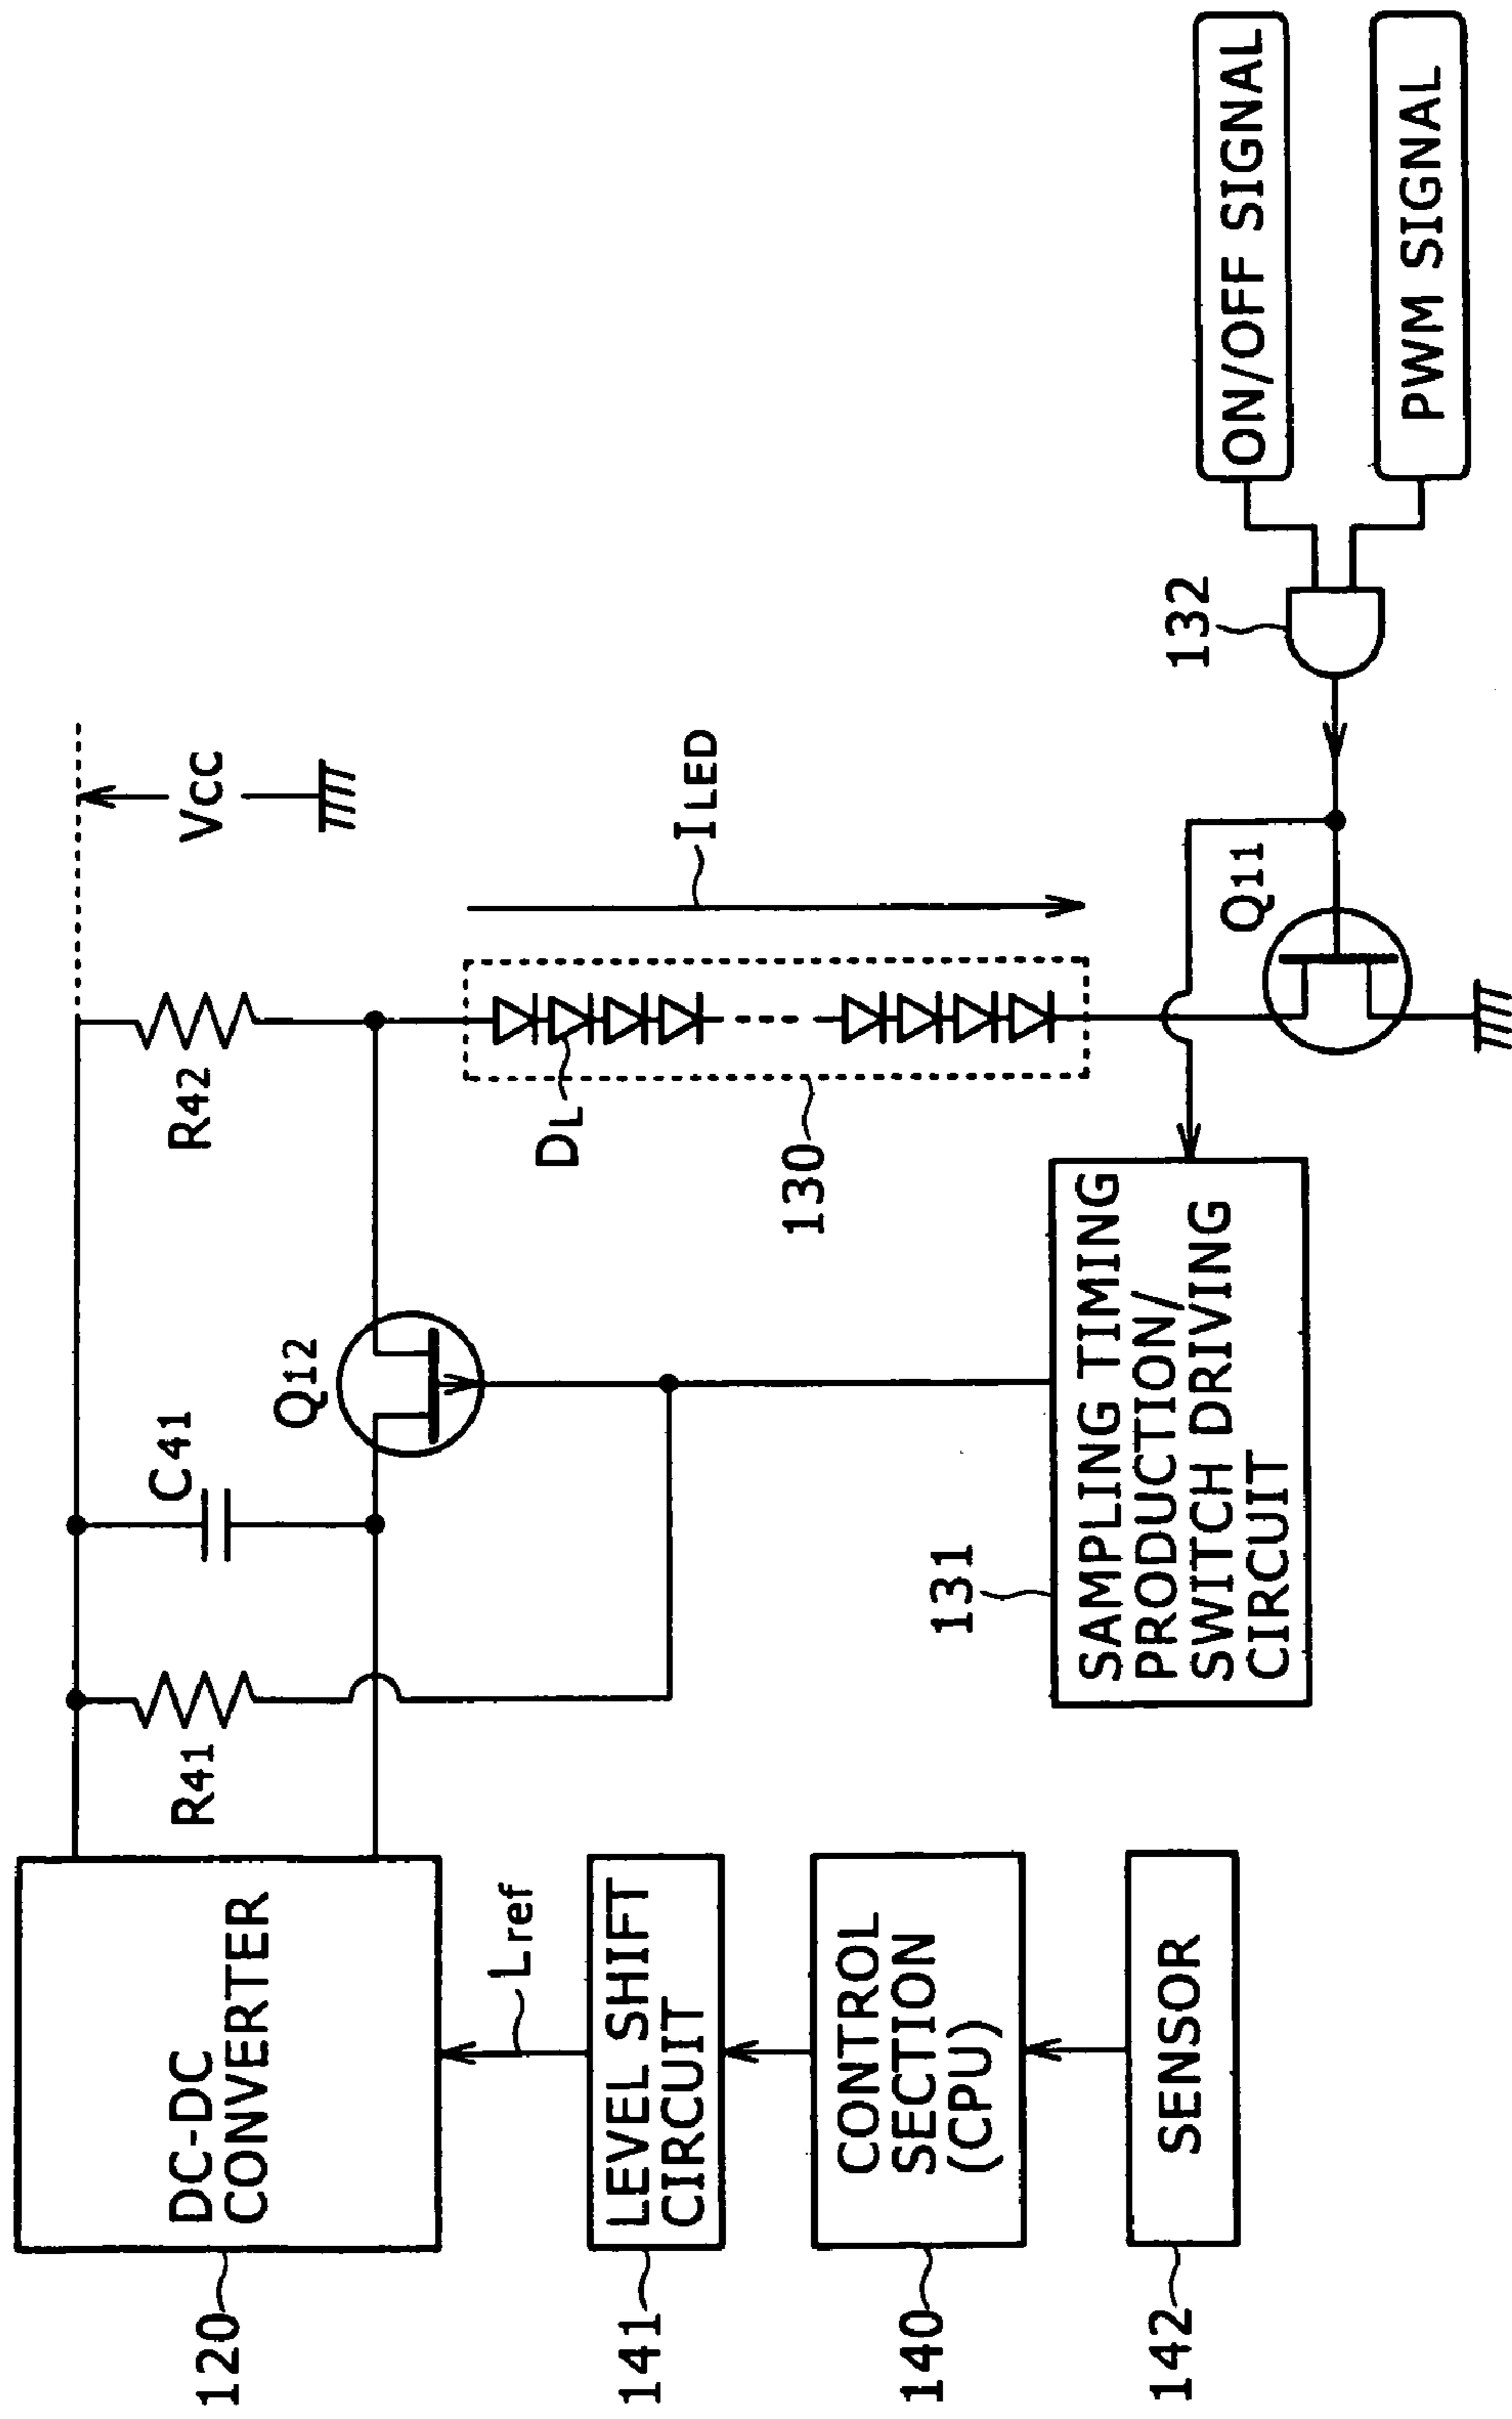 120
DC-DC
CONVERTER
R41
C41
Q12
R42
VCC
Lref
141
LEVEL SHIFT
CIRCUIT
DL
130
ILED
140
CONTROL
SECTION
(CPU)
131
SAMPLING TIMING
PRODUCTION/
SWITCH DRIVING
CIRCUIT
142
SENSOR
Q11
132
ON/OFF SIGNAL
PWM SIGNAL